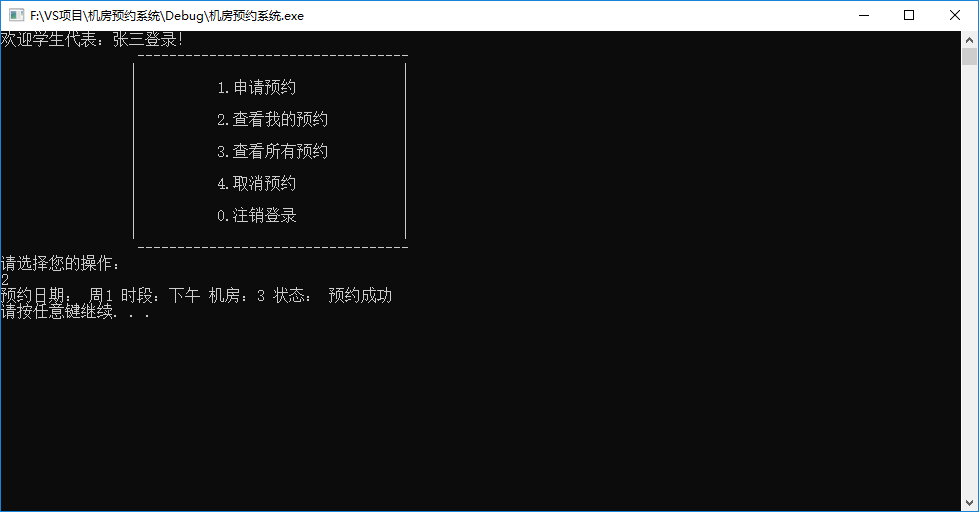 F:\VS项目\机房预约系统\Debug\机房预约系统.exe
欢迎学生代表：张三登录!
----------------------------------
1.申请预约
2.查看我的预约
3.查看所有预约
4.取消预约
0.注销登录
----------------------------------
请选择您的操作：
2
预约日期： 周1 时段：下午 机房：3 状态： 预约成功
请按任意键继续. . .